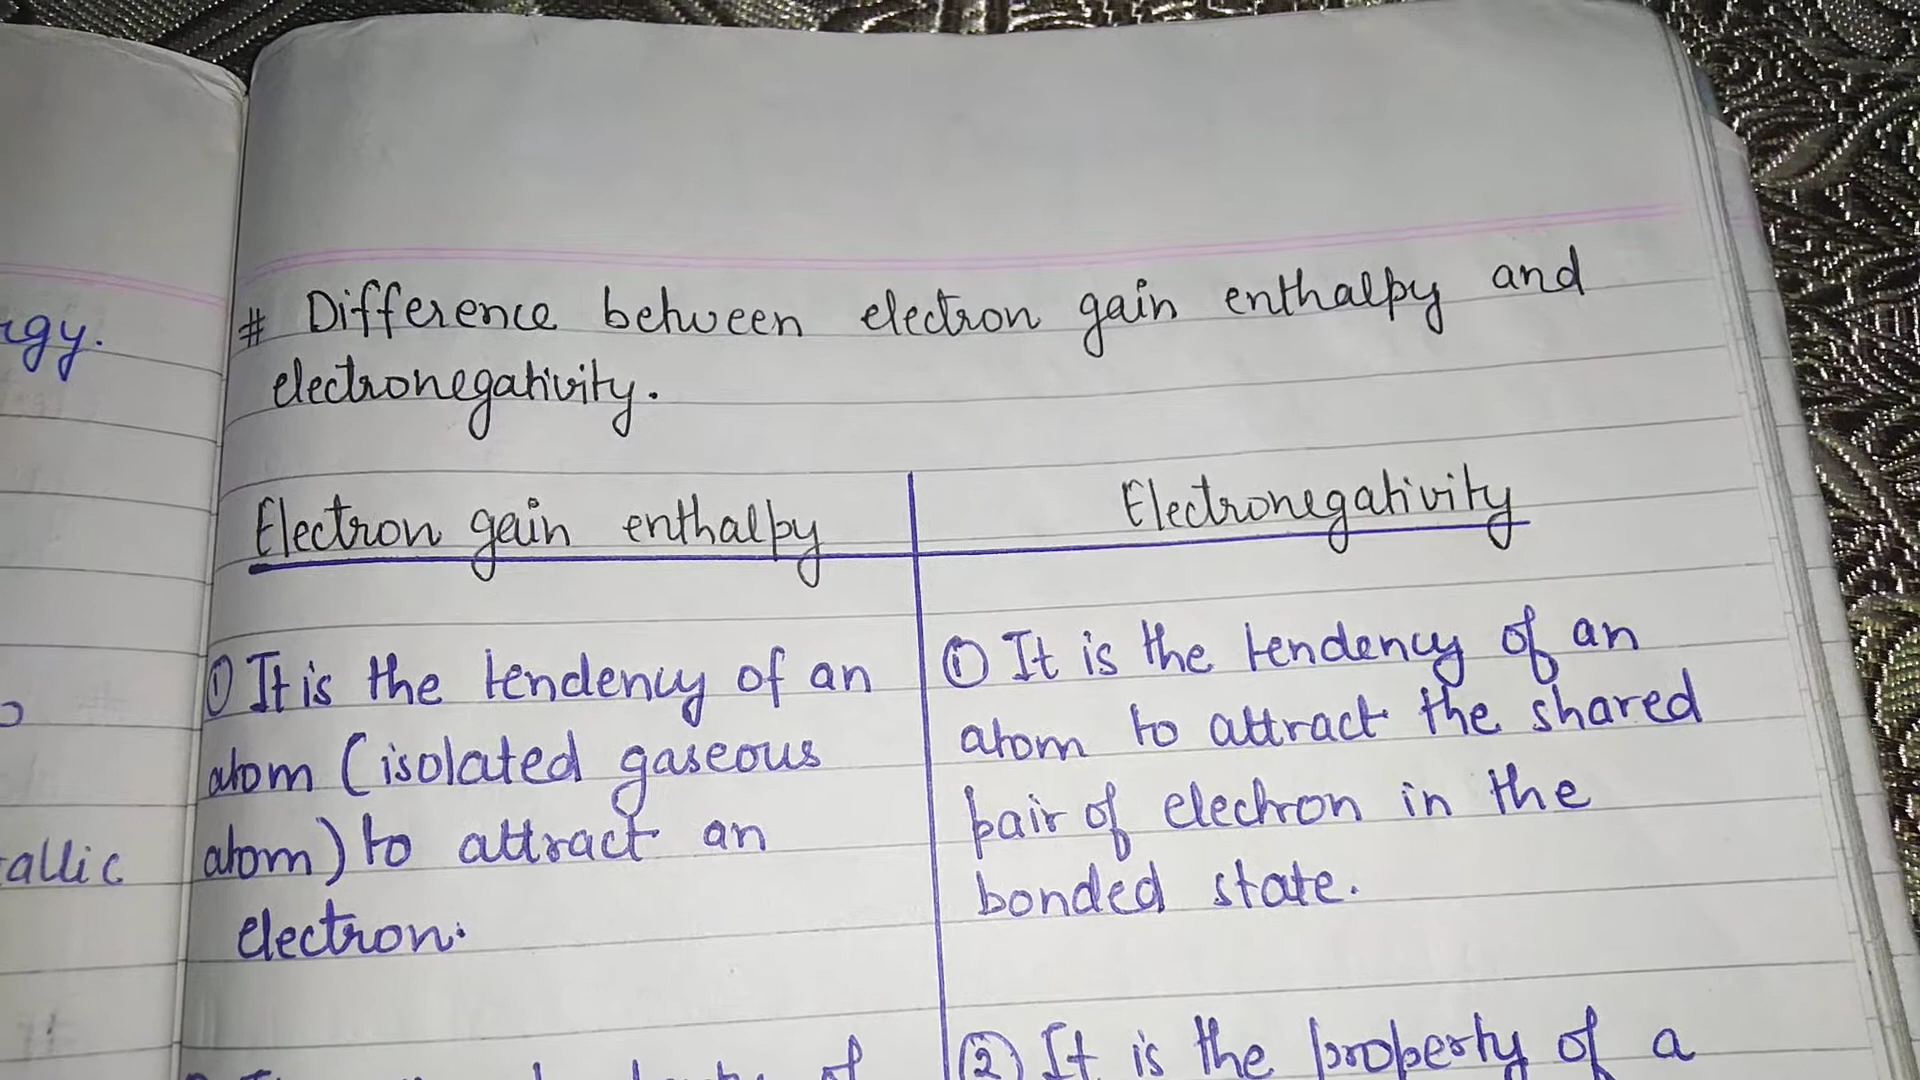 # Difference between electron gain enthalpy and
electronegativity.
Electron gain enthalpy
Electronegativity
① It is the tendency of an
atom (isolated gaseous
atom) to attract an
electron.
① It is the tendency of an
atom to attract the shared
pair of electron in the
bonded state.
② It is the property of a
of
allic